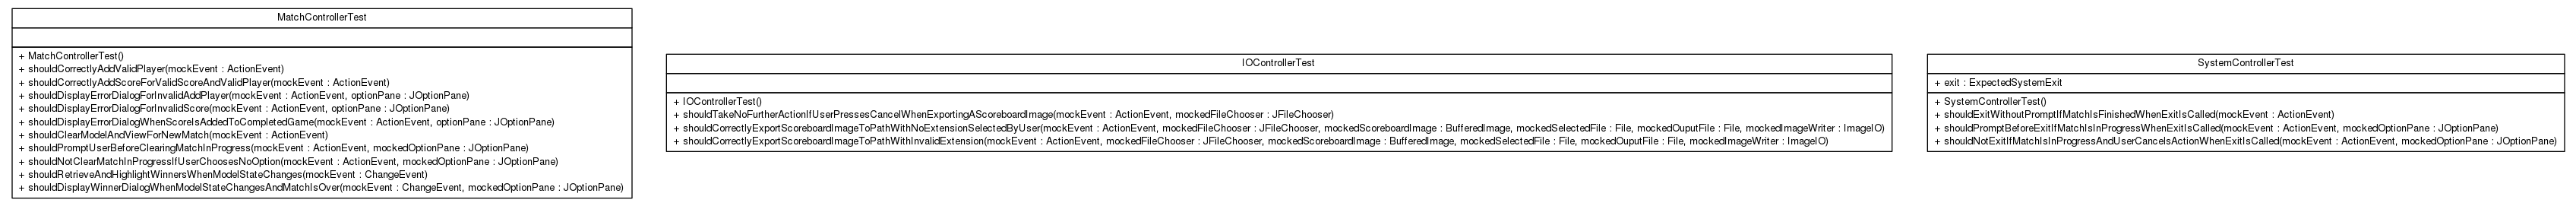 MatchControllerTest
+ MatchControllerTest()
+ shouldCorrectlyAddValidPlayer(mockEvent : ActionEvent)
+ shouldCorrectlyAddScoreForValidScoreAndValidPlayer(mockEvent : ActionEvent)
+ shouldDisplayErrorDialogForInvalidAddPlayer(mockEvent : ActionEvent, optionPane : JOptionPane)
+ shouldDisplayErrorDialogForInvalidScore(mockEvent : ActionEvent, optionPane : JOptionPane)
+ shouldDisplayErrorDialogWhenScoreIsAddedToCompletedGame(mockEvent : ActionEvent, optionPane : JOptionPane)
+ shouldClearModelAndViewForNewMatch(mockEvent : ActionEvent)
+ shouldPromptUserBeforeClearingMatchInProgress(mockEvent : ActionEvent, mockedOptionPane : JOptionPane)
+ shouldNotClearMatchInProgressIfUserChoosesNoOption(mockEvent : ActionEvent, mockedOptionPane : JOptionPane)
+ shouldRetrieveAndHighlightWinnersWhenModelStateChanges(mockEvent : ChangeEvent)
+ shouldDisplayWinnerDialogWhenModelStateChangesAndMatchIsOver(mockEvent : ChangeEvent, mockedOptionPane : JOptionPane)
IOControllerTest
+ IOControllerTest()
+ shouldTakeNoFurtherActionIfUserPressesCancelWhenExportingAScoreboardImage(mockEvent : ActionEvent, mockedFileChooser : JFileChooser)
+ shouldCorrectlyExportScoreboardImageToPathWithNoExtensionSelectedByUser(mockEvent : ActionEvent, mockedFileChooser : JFileChooser, mockedScoreboardImage : BufferedImage, mockedSelectedFile : File, mockedOuputFile : File, mockedImageWriter : ImageIO)
+ shouldCorrectlyExportScoreboardImageToPathWithInvalidExtension(mockEvent : ActionEvent, mockedFileChooser : JFileChooser, mockedScoreboardImage : BufferedImage, mockedSelectedFile : File, mockedOuputFile : File, mockedImageWriter : ImageIO)
SystemControllerTest
+ exit : ExpectedSystemExit
+ SystemControllerTest()
+ shouldExitWithoutPromptIfMatchIsFinishedWhenExitIsCalled(mockEvent : ActionEvent)
+ shouldPromptBeforeExitIfMatchIsInProgressWhenExitIsCalled(mockEvent : ActionEvent, mockedOptionPane : JOptionPane)
+ shouldNotExitIfMatchIsInProgressAndUserCancelsActionWhenExitIsCalled(mockEvent : ActionEvent, mockedOptionPane : JOptionPane)